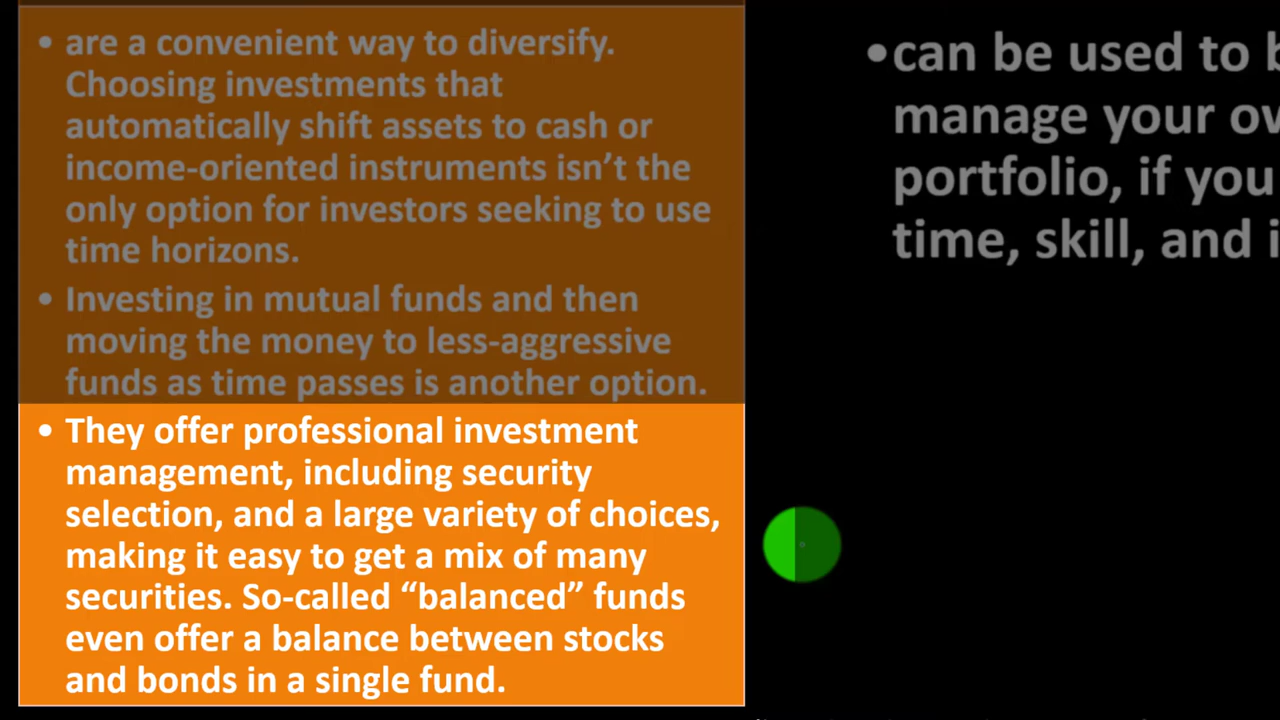 • are a convenient way to diversify.
Choosing investments that
automatically shift assets to cash or
income-oriented instruments isn’t the
only option for investors seeking to use
time horizons.
• Investing in mutual funds and then
moving the money to less-aggressive
funds as time passes is another option.
• They offer professional investment
management, including security
selection, and a large variety of choices,
making it easy to get a mix of many
securities. So-called “balanced” funds
even offer a balance between stocks
and bonds in a single fund.
•can be used to
manage your
portfolio, if you
time, skill, and